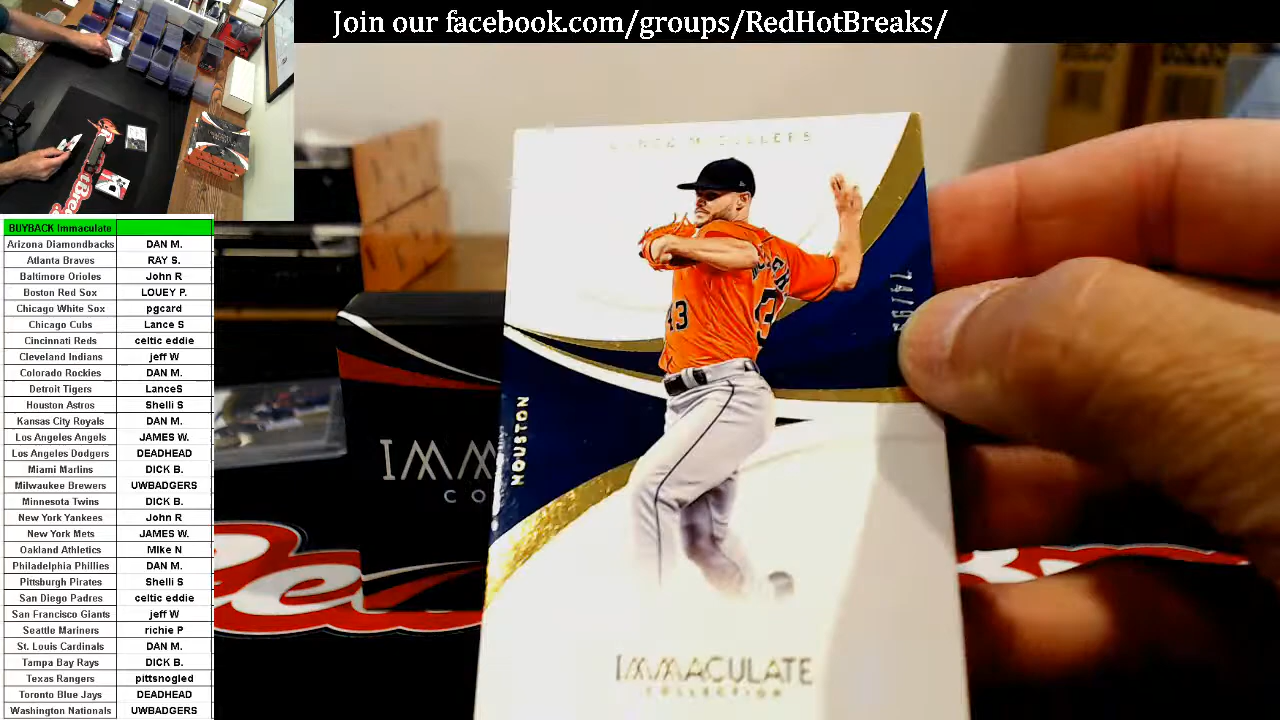 Join our facebook.com/groups/RedHotBreaks/
BUYBACK Immaculate
Arizona Diamondbacks DAN M.
Atlanta Braves RAY S.
Baltimore Orioles John R
Boston Red Sox LOUEY P.
Chicago White Sox pgcard
Chicago Cubs Lance S
Cincinnati Reds celtic eddie
Cleveland Indians jeff W
Colorado Rockies DAN M.
Detroit Tigers LanceS
Houston Astros Shelli S
Kansas City Royals DAN M.
Los Angeles Angels JAMES W.
Los Angeles Dodgers DEADHEAD
Miami Marlins DICK B.
Milwaukee Brewers UWBADGERS
Minnesota Twins DICK B.
New York Yankees John R
New York Mets JAMES W.
Oakland Athletics MIke N
Philadelphia Phillies DAN M.
Pittsburgh Pirates Shelli S
San Diego Padres celtic eddie
San Francisco Giants jeff W
Seattle Mariners richie P
St. Louis Cardinals DAN M.
Tampa Bay Rays DICK B.
Texas Rangers pittsnogled
Toronto Blue Jays DEADHEAD
Washington Nationals UWBADGERS
43
HOUSTON
IMMACULATE
COLLECTION
IMM
CO